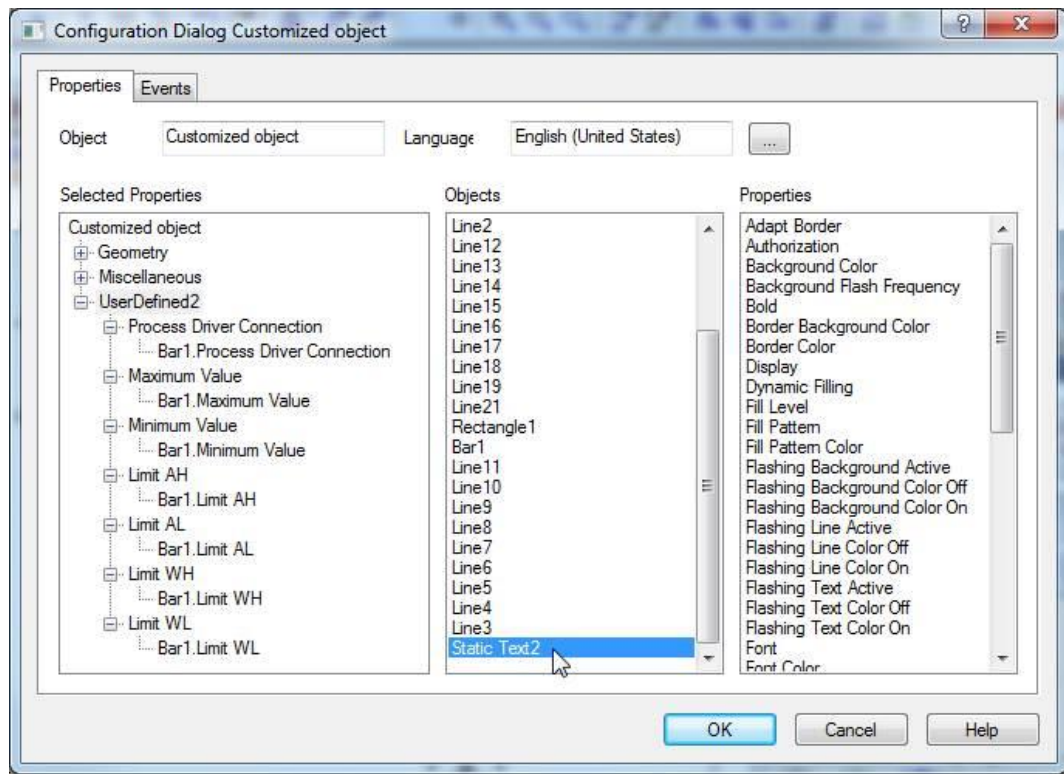 Configuration Dialog Customized object
Properties
Events
Object
Customized object
Language
English (United States)
...
Selected Properties
Customized object
Geometry
Miscellaneous
UserDefined2
Process Driver Connection
Bar1.Process Driver Connection
Maximum Value
Bar1.Maximum Value
Minimum Value
Bar1.Minimum Value
Limit AH
Bar1.Limit AH
Limit AL
Bar1.Limit AL
Limit WH
Bar1.Limit WH
Limit WL
Bar1.Limit WL
Objects
Line2
Line12
Line13
Line14
Line15
Line16
Line17
Line18
Line19
Line21
Rectangle1
Bar1
Line11
Line10
Line9
Line8
Line7
Line6
Line5
Line4
Line3
Static Text2
Properties
Adapt Border
Authorization
Background Color
Background Flash Frequency
Bold
Border Background Color
Border Color
Display
Dynamic Filling
Fill Level
Fill Pattern
Fill Pattern Color
Flashing Background Active
Flashing Background Color Off
Flashing Background Color On
Flashing Line Active
Flashing Line Color Off
Flashing Line Color On
Flashing Text Active
Flashing Text Color Off
Flashing Text Color On
Font
Font Color
OK
Cancel
Help